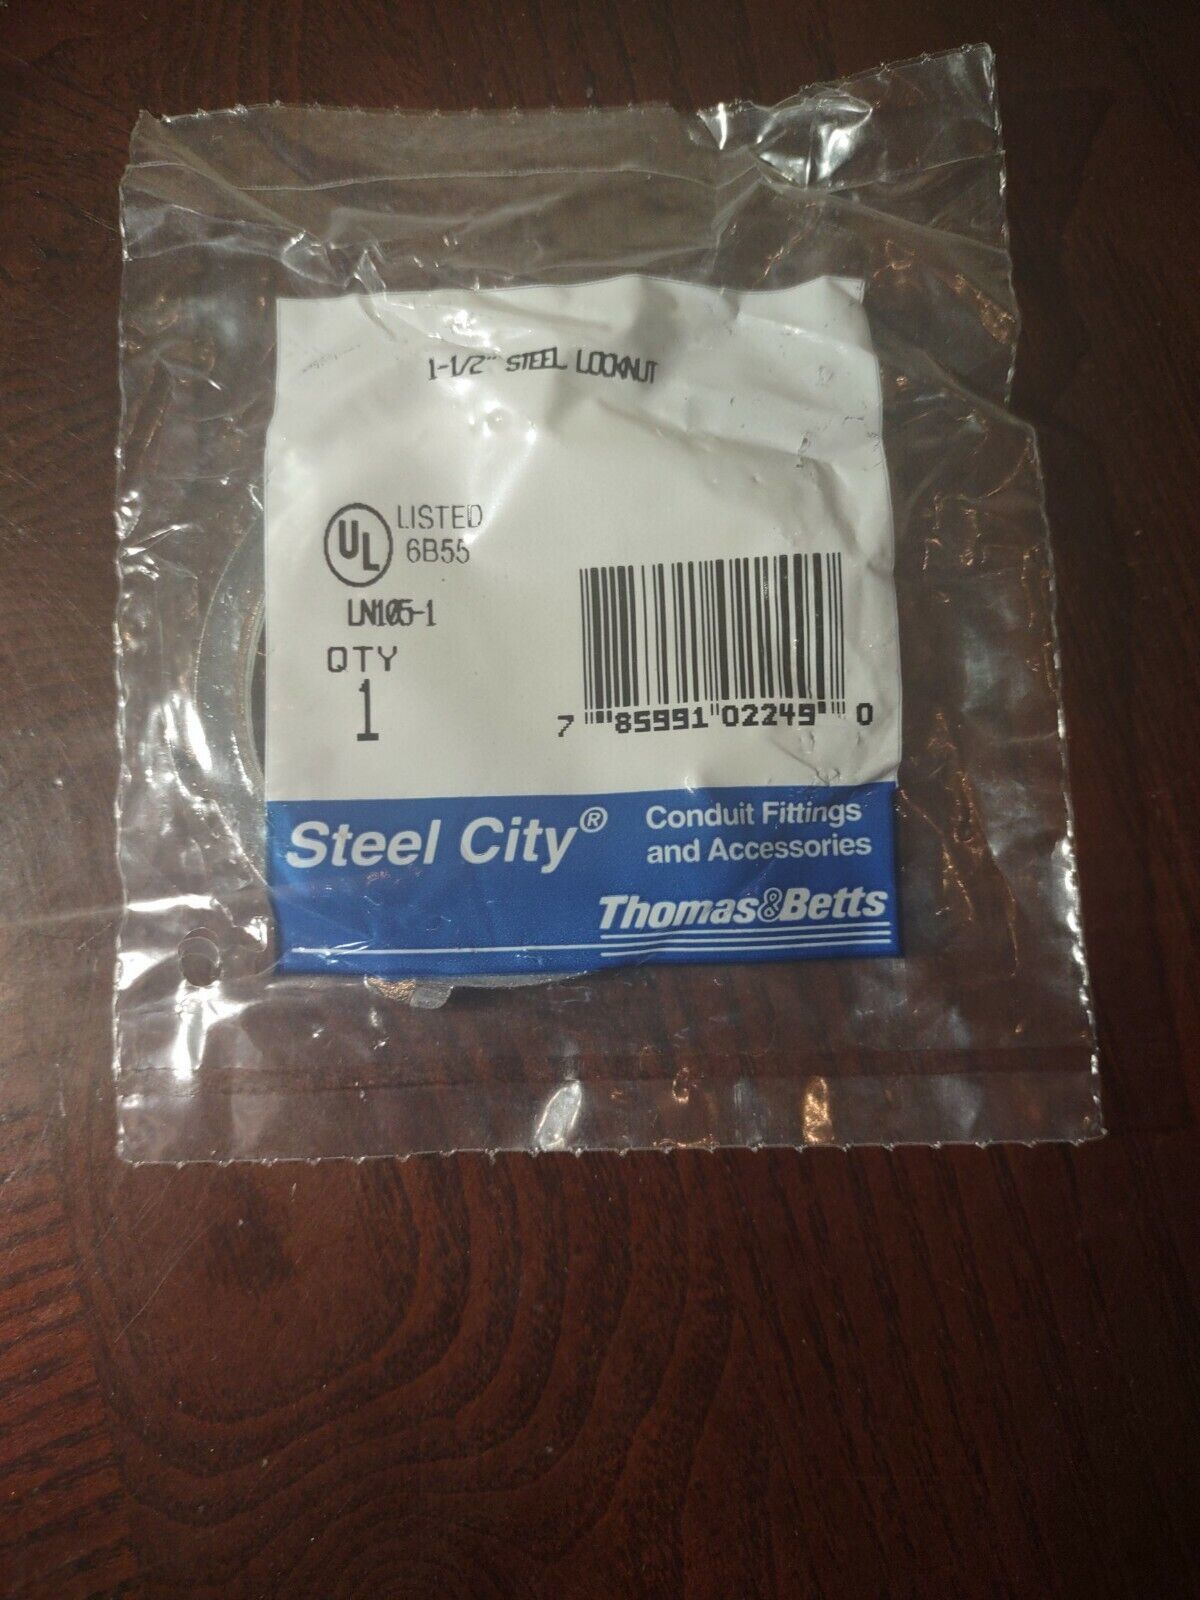 1-1/2" STEEL LOCKNUT
UL LISTED
6B55
LN105-1
QTY
1
7 85991 02249 0
Steel City® Conduit Fittings
and Accessories
Thomas&Betts